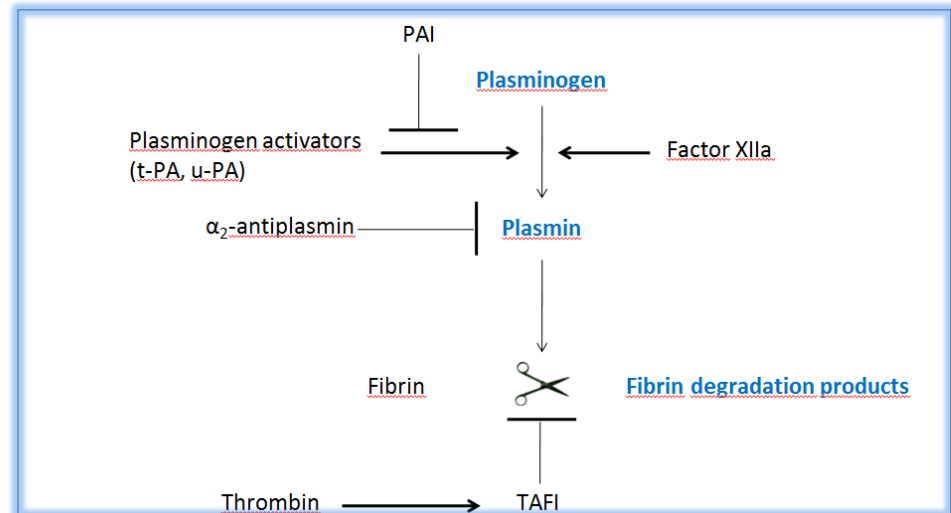 PAI
Plasminogen
Plasminogen activators
(t-PA, u-PA)
Factor XIIa
α₂-antiplasmin
Plasmin
Fibrin
Fibrin degradation products
Thrombin
TAFI